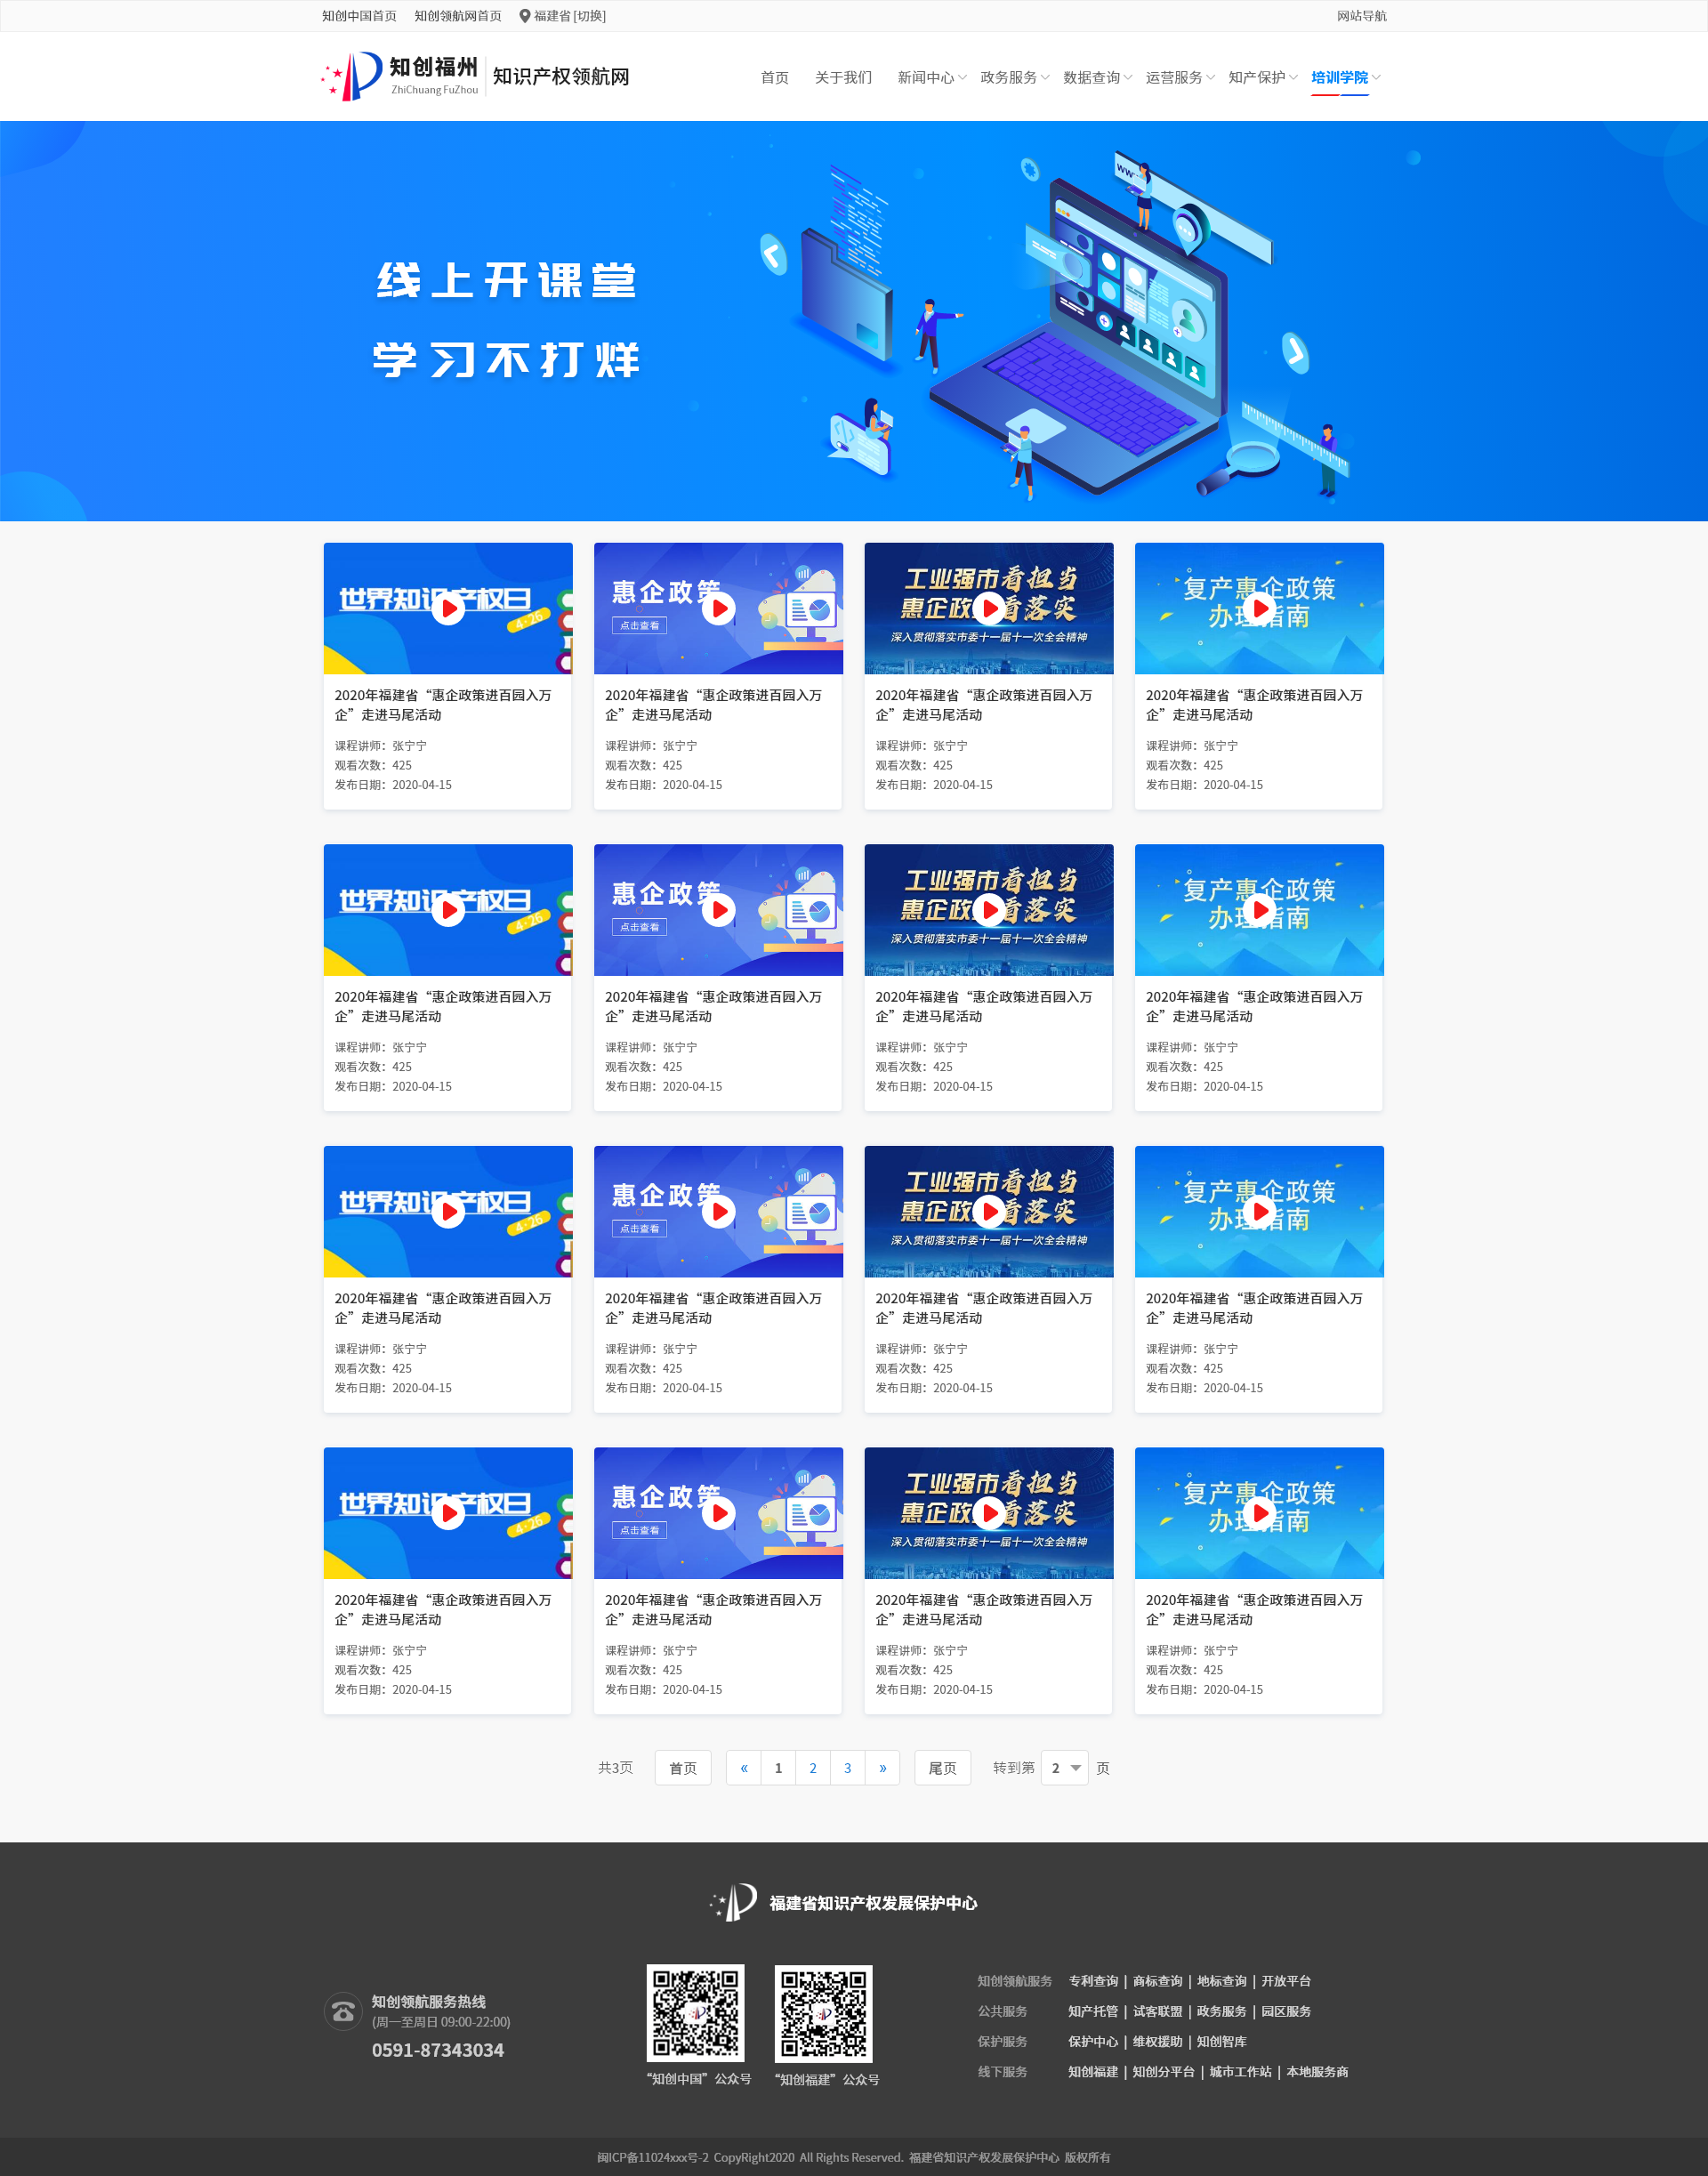 知创中国首页 知创领航网首页 福建省 [切换] 网站导航
知创福州 知识产权领航网
ZhiChuang FuZhou
首页 关于我们 新闻中心 政务服务 数据查询 运营服务 知产保护 培训学院
WW
线上开课堂
学习不打烊
世界知识产权日
4·26
惠企政策
点击查看
工业强市看担当
惠企政策看落实
深入贯彻落实市委十一届十一次全会精神
复产惠企政策
办理指南
2020年福建省“惠企政策进百园入万 2020年福建省“惠企政策进百园入万 2020年福建省“惠企政策进百园入万 2020年福建省“惠企政策进百园入万
企”走进马尾活动 企”走进马尾活动 企”走进马尾活动 企”走进马尾活动
课程讲师：张宁宁 课程讲师：张宁宁 课程讲师：张宁宁 课程讲师：张宁宁
观看次数：425 观看次数：425 观看次数：425 观看次数：425
发布日期：2020-04-15 发布日期：2020-04-15 发布日期：2020-04-15 发布日期：2020-04-15
世界知识产权日
4·26
惠企政策
点击查看
工业强市看担当
惠企政策看落实
深入贯彻落实市委十一届十一次全会精神
复产惠企政策
办理指南
2020年福建省“惠企政策进百园入万 2020年福建省“惠企政策进百园入万 2020年福建省“惠企政策进百园入万 2020年福建省“惠企政策进百园入万
企”走进马尾活动 企”走进马尾活动 企”走进马尾活动 企”走进马尾活动
课程讲师：张宁宁 课程讲师：张宁宁 课程讲师：张宁宁 课程讲师：张宁宁
观看次数：425 观看次数：425 观看次数：425 观看次数：425
发布日期：2020-04-15 发布日期：2020-04-15 发布日期：2020-04-15 发布日期：2020-04-15
世界知识产权日
4·26
惠企政策
点击查看
工业强市看担当
惠企政策看落实
深入贯彻落实市委十一届十一次全会精神
复产惠企政策
办理指南
2020年福建省“惠企政策进百园入万 2020年福建省“惠企政策进百园入万 2020年福建省“惠企政策进百园入万 2020年福建省“惠企政策进百园入万
企”走进马尾活动 企”走进马尾活动 企”走进马尾活动 企”走进马尾活动
课程讲师：张宁宁 课程讲师：张宁宁 课程讲师：张宁宁 课程讲师：张宁宁
观看次数：425 观看次数：425 观看次数：425 观看次数：425
发布日期：2020-04-15 发布日期：2020-04-15 发布日期：2020-04-15 发布日期：2020-04-15
世界知识产权日
4·26
惠企政策
点击查看
工业强市看担当
惠企政策看落实
深入贯彻落实市委十一届十一次全会精神
复产惠企政策
办理指南
2020年福建省“惠企政策进百园入万 2020年福建省“惠企政策进百园入万 2020年福建省“惠企政策进百园入万 2020年福建省“惠企政策进百园入万
企”走进马尾活动 企”走进马尾活动 企”走进马尾活动 企”走进马尾活动
课程讲师：张宁宁 课程讲师：张宁宁 课程讲师：张宁宁 课程讲师：张宁宁
观看次数：425 观看次数：425 观看次数：425 观看次数：425
发布日期：2020-04-15 发布日期：2020-04-15 发布日期：2020-04-15 发布日期：2020-04-15
共3页 首页 « 1 2 3 » 尾页 转到第 2 页
福建省知识产权发展保护中心
知创领航服务热线
(周一至周日 09:00-22:00)
0591-87343034
“知创中国”公众号 “知创福建”公众号
知创领航服务 专利查询 | 商标查询 | 地标查询 | 开放平台
公共服务 知产托管 | 试客联盟 | 政务服务 | 园区服务
保护服务 保护中心 | 维权援助 | 知创智库
线下服务 知创福建 | 知创分平台 | 城市工作站 | 本地服务商
闽ICP备11024xxx号-2 CopyRight2020 All Rights Reserved. 福建省知识产权发展保护中心 版权所有